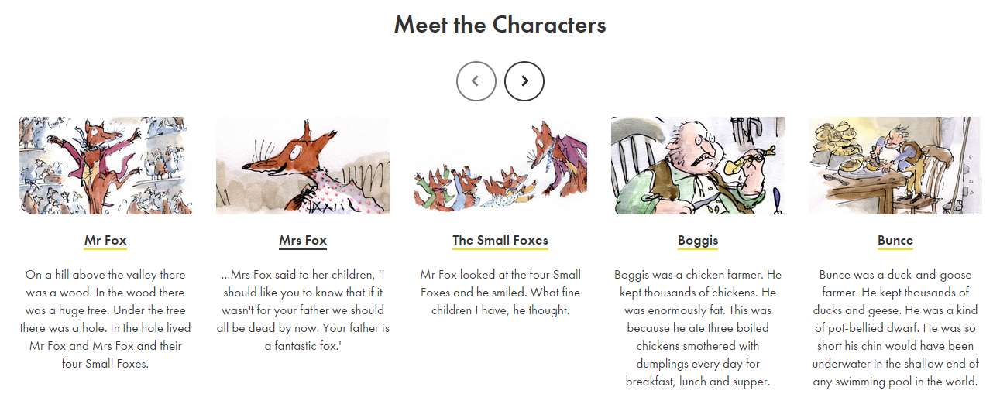 Meet the Characters
Mr Fox
On a hill above the valley there
was a wood. In the wood there
was a huge tree. Under the tree
there was a hole. In the hole lived
Mr Fox and Mrs Fox and their
four Small Foxes.
Mrs Fox
...Mrs Fox said to her children, 'I
should like you to know that if it
wasn't for your father we should
all be dead by now. Your father is
a fantastic fox.'
The Small Foxes
Mr Fox looked at the four Small
Foxes and he smiled. What fine
children I have, he thought.
Boggis
Boggis was a chicken farmer. He
kept thousands of chickens. He
was enormously fat. This was
because he ate three boiled
chickens smothered with
dumplings every day for
breakfast, lunch and supper.
Bunce
Bunce was a duck-and-goose
farmer. He kept thousands of
ducks and geese. He was a kind
of pot-bellied dwarf. He was so
short his chin would have been
underwater in the shallow end of
any swimming pool in the world.